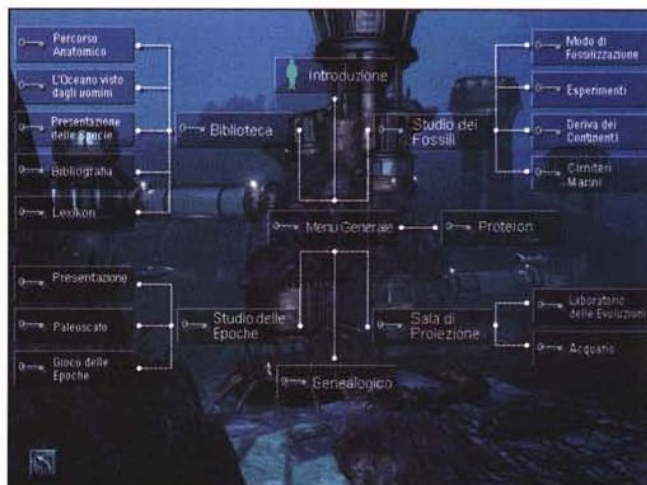 Percorso
Anatomico
L'Oceano visto
dagli uomini
Presentazione
delle Specie
Bibliografia
Lexikon
Biblioteca
Introduzione
Studio dei
Fossili
Modo di
Fossilizzazione
Esperimenti
Deriva dei
Continenti
Cimiteri
Marini
Menu Generale
Proteion
Presentazione
Paleoscafo
Gioco delle
Epoche
Studio delle
Epoche
Genealogico
Sala di
Proiezione
Laboratorio
delle Evoluzioni
Acquario